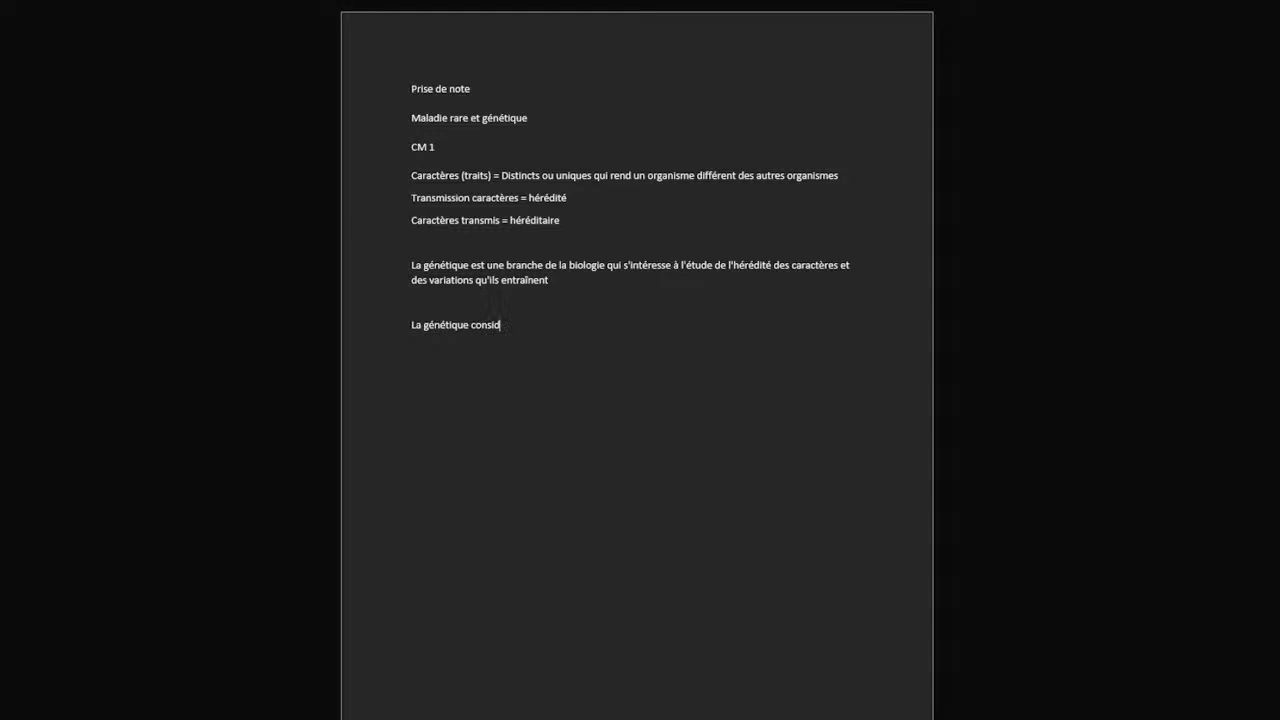 Prise de note
Maladie rare et génétique
CM 1
Caractères (traits) = Distincts ou uniques qui rend un organisme différent des autres organismes
Transmission caractères = hérédité
Caractères transmis = héréditaire
La génétique est une branche de la biologie qui s'intéresse à l'étude de l'hérédité des caractères et
des variations qu'ils entraînent
La génétique consid